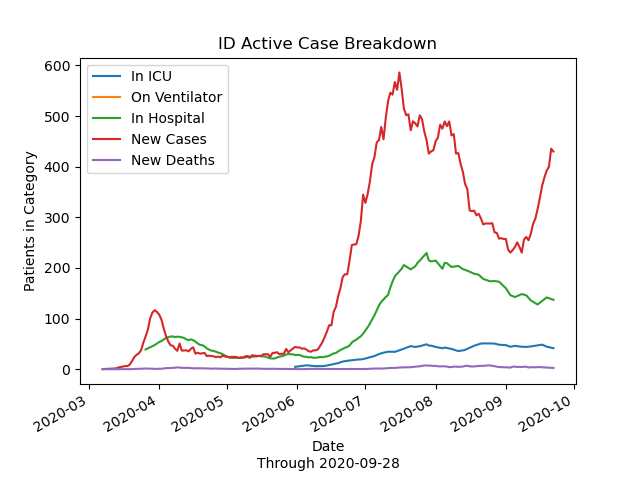 ID Active Case Breakdown
In ICU
On Ventilator
In Hospital
New Cases
New Deaths
Patients in Category
600
500
400
300
200
100
0
2020-03
2020-04
2020-05
2020-06
2020-07
2020-08
2020-09
2020-10
Date
Through 2020-09-28